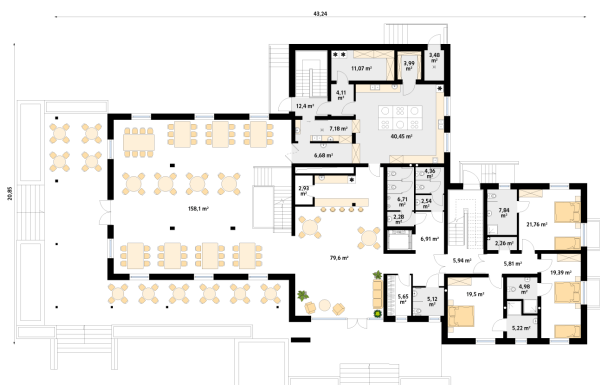 43,24
3,48
m²
11,07 m²
3,99
m²
4,11
m²
12,4 m²
7,18 m²
40,45 m²
6,68 m²
4,36
m²
2,93
m²
6,71
m²
2,54
m²
7,84
m²
20,85
158,1 m²
2,28
m²
21,76 m²
6,91
m²
2,26 m²
79,6 m²
5,94 m²
5,81 m²
19,39 m²
4,98
m²
5,65
m²
5,12
m²
19,5 m²
5,22 m²